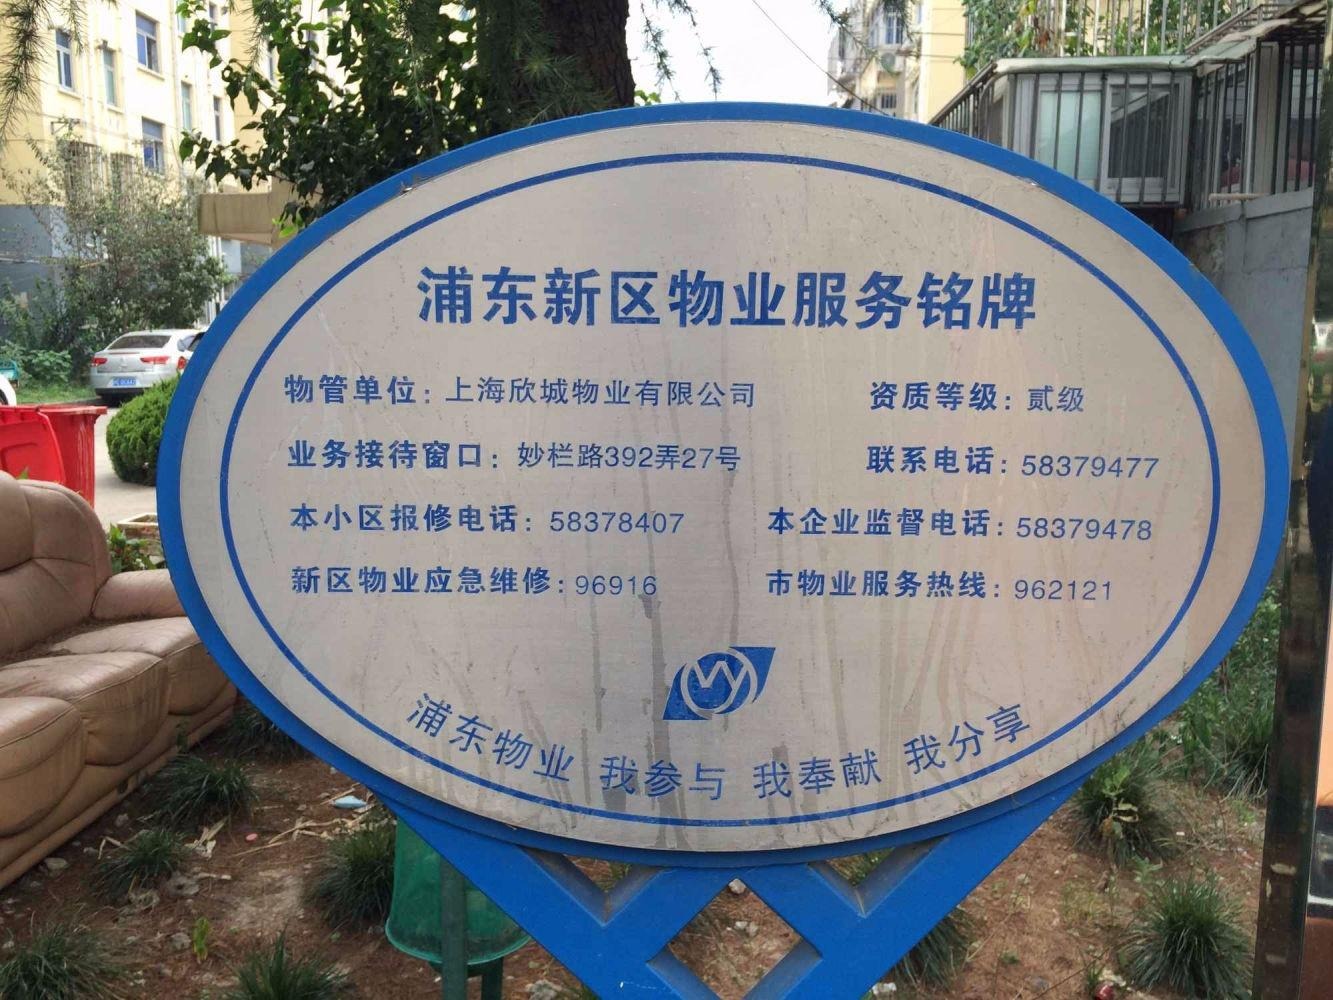 浦东新区物业服务铭牌
物管单位：上海欣城物业有限公司 资质等级：贰级
业务接待窗口：妙栏路392弄27号 联系电话：58379477
本小区报修电话：58378407 本企业监督电话：58379478
新区物业应急维修：96916 市物业服务热线：962121
浦东物业 我参与 我奉献 我分享